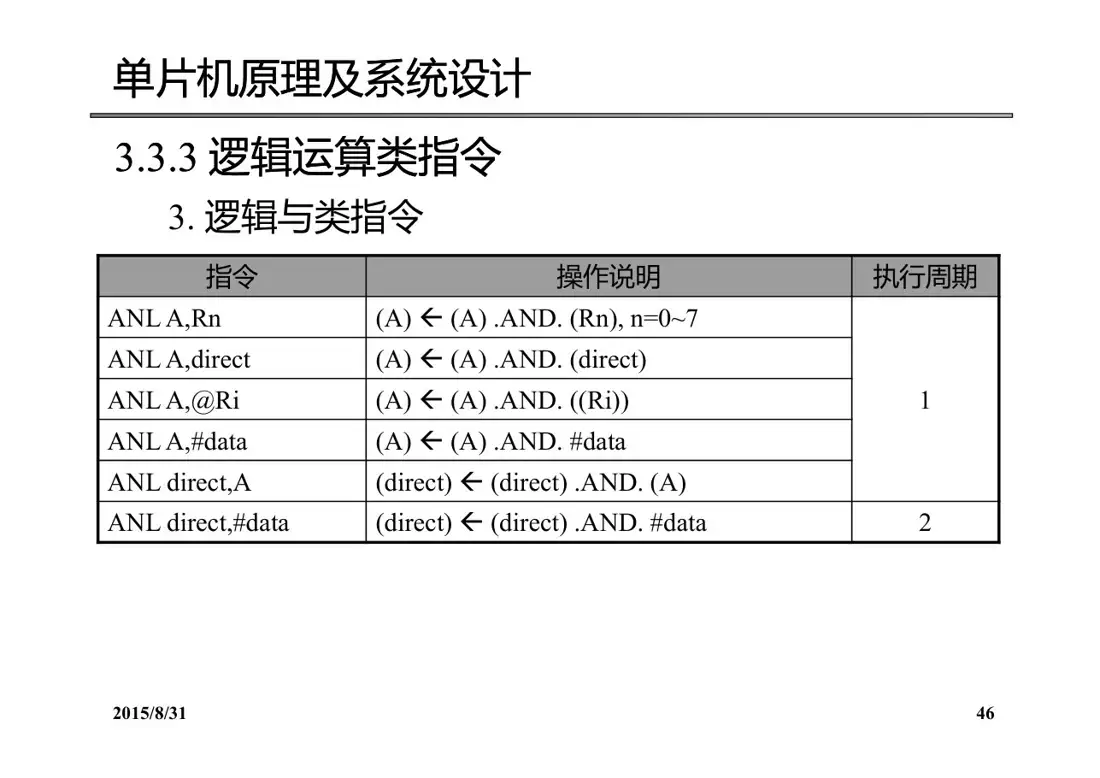 单片机原理及系统设计
3.3.3 逻辑运算类指令
3. 逻辑与类指令
指令 操作说明 执行周期
ANL A,Rn (A) 🡨 (A) .AND. (Rn), n=0~7
ANL A,direct (A) 🡨 (A) .AND. (direct)
ANL A,@Ri (A) 🡨 (A) .AND. ((Ri)) 1
ANL A,#data (A) 🡨 (A) .AND. #data
ANL direct,A (direct) 🡨 (direct) .AND. (A)
ANL direct,#data (direct) 🡨 (direct) .AND. #data 2
2015/8/31 46